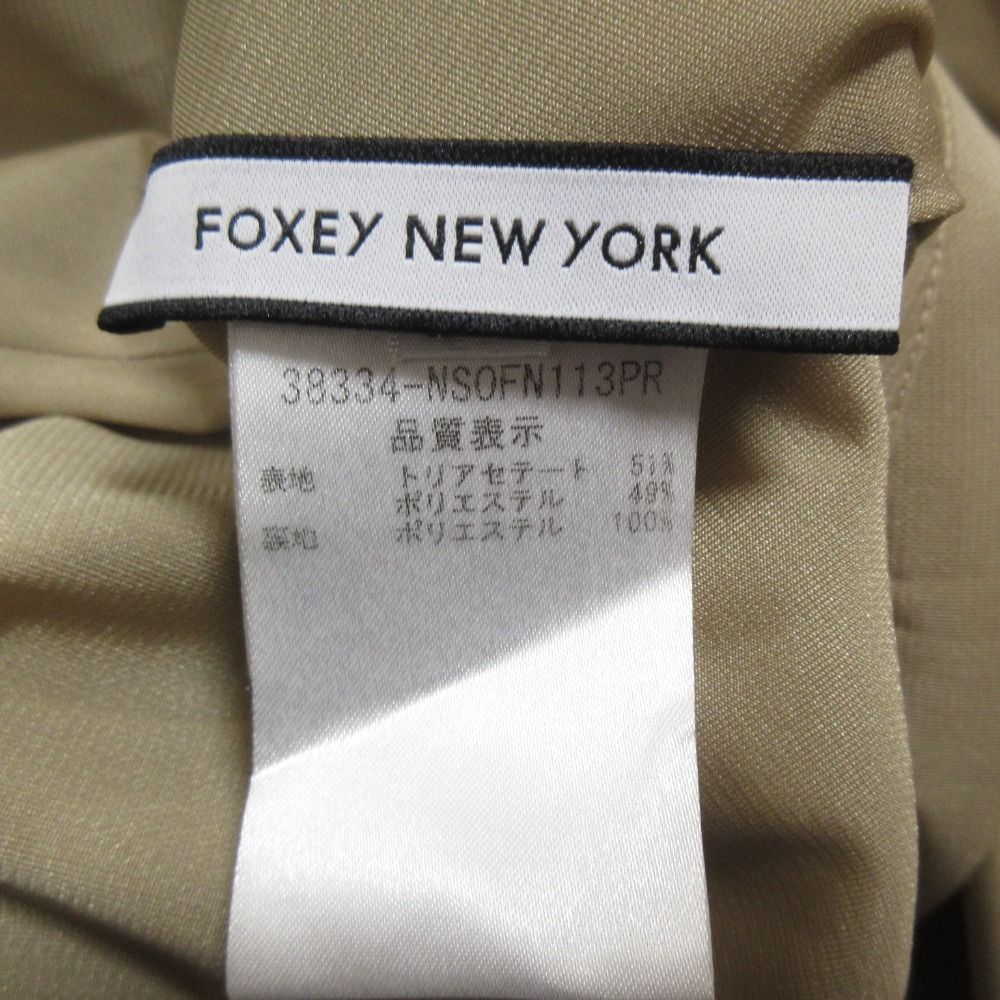 FOXEY NEW YORK
38334-NSOFN113PR
品質表示
表地 トリアセテート 51%
ポリエステル 49%
裏地 ポリエステル 100%